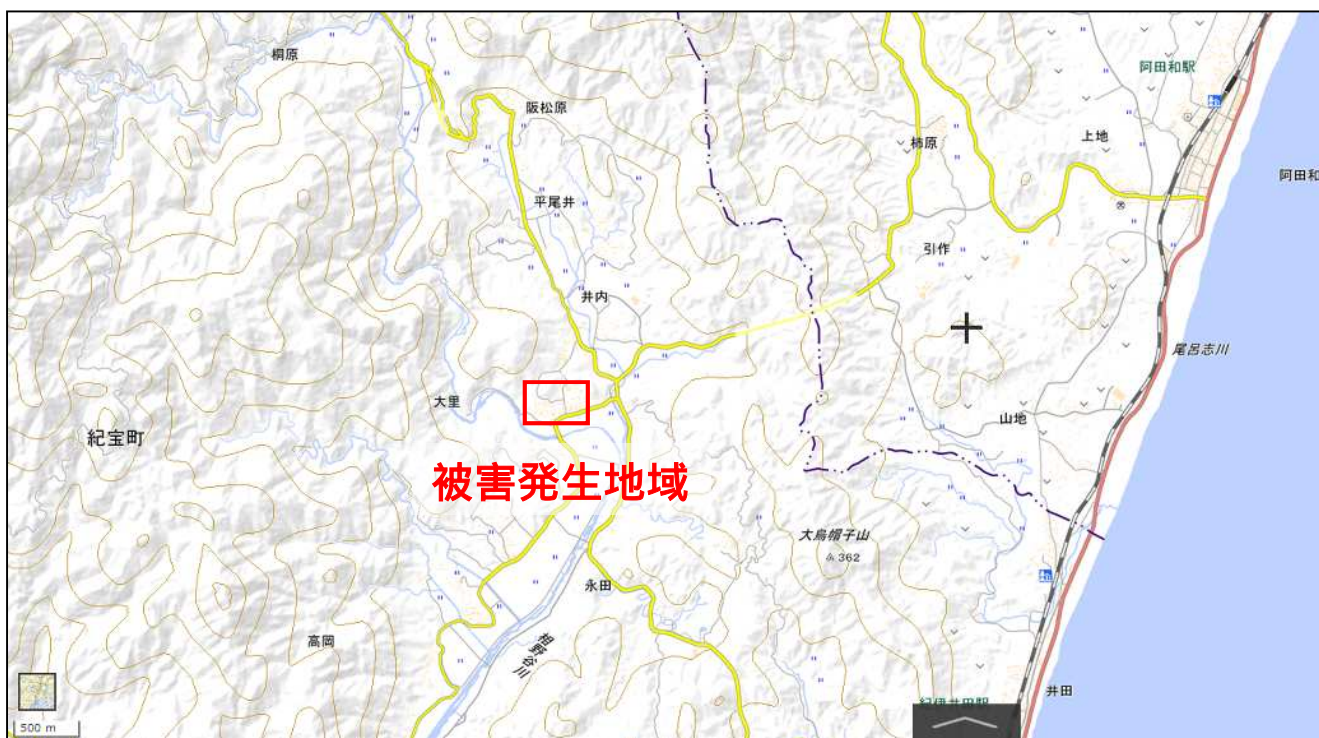 桐原
阪松原
阿田和駅
上地
柿原
阿田和
平尾井
引作
井内
尾呂志川
大里
山地
紀宝町
被害発生地域
大烏帽子山
362
永田
相野谷川
高岡
井田
紀伊井田駅
500 m